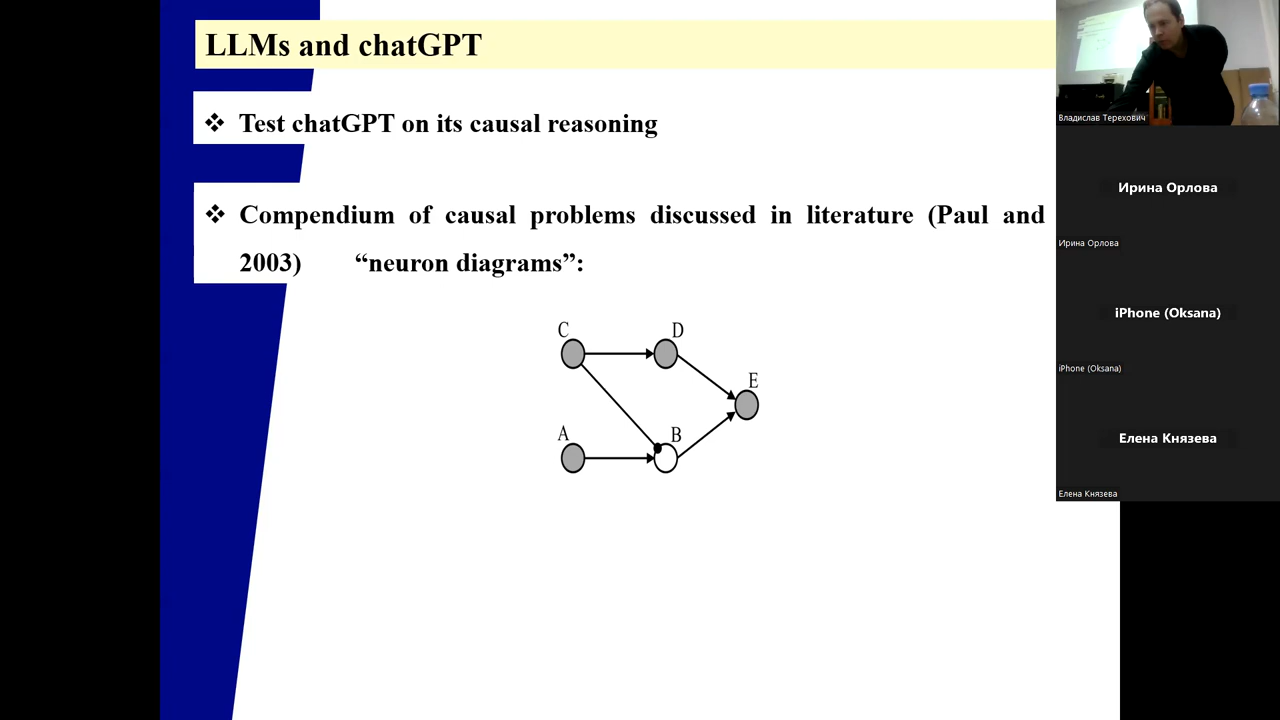 LLMs and chatGPT
❖ Test chatGPT on its causal reasoning
❖ Compendium of causal problems discussed in literature (Paul and
2003) “neuron diagrams”:
C
D
E
A
B
Владислав Терехович
Ирина Орлова
Ирина Орлова
iPhone (Oksana)
iPhone (Oksana)
Елена Князева
Елена Князева